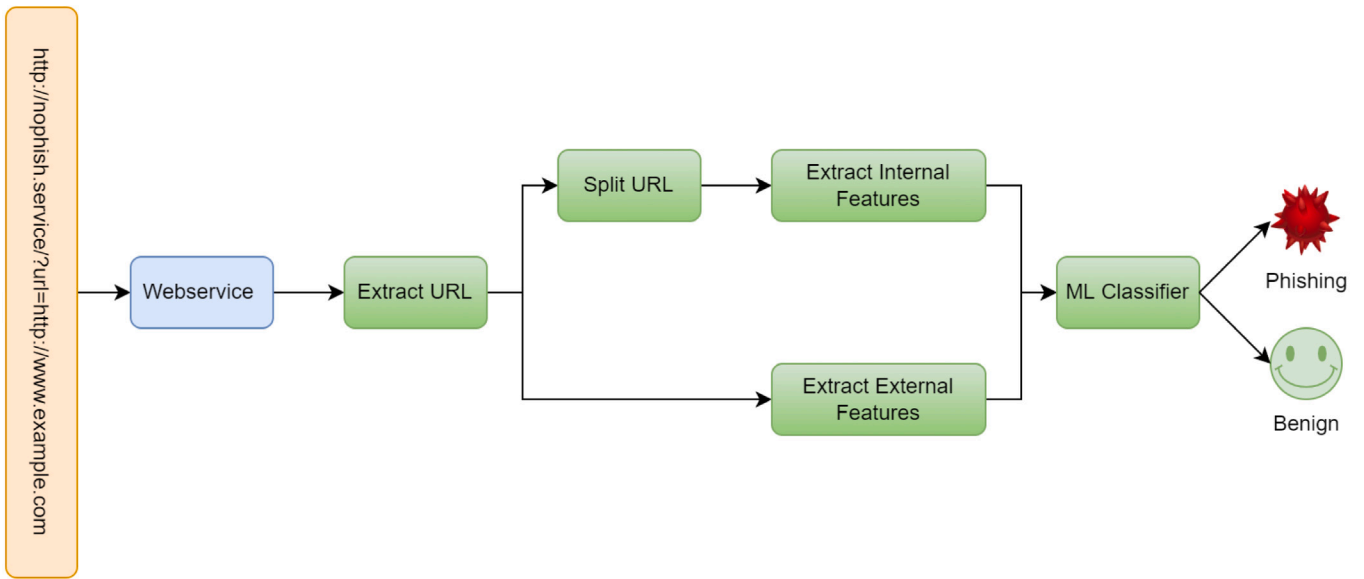 http://nophish.service/?url=http://www.example.com
Webservice
Extract URL
Split URL
Extract Internal
Features
Extract External
Features
ML Classifier
Phishing
Benign